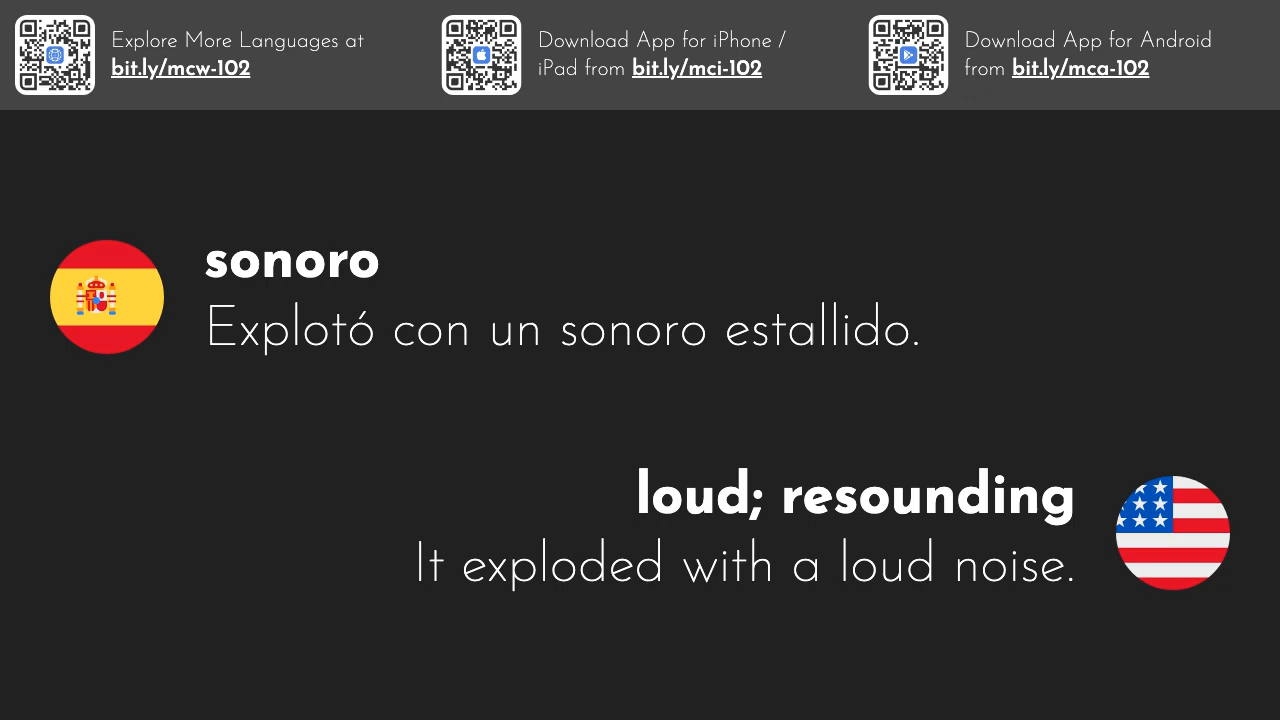 Explore More Languages at
bit.ly/mcw-102
Download App for iPhone /
iPad from bit.ly/mci-102
Download App for Android
from bit.ly/mca-102
sonoro
Explotó con un sonoro estallido.
loud; resounding
It exploded with a loud noise.